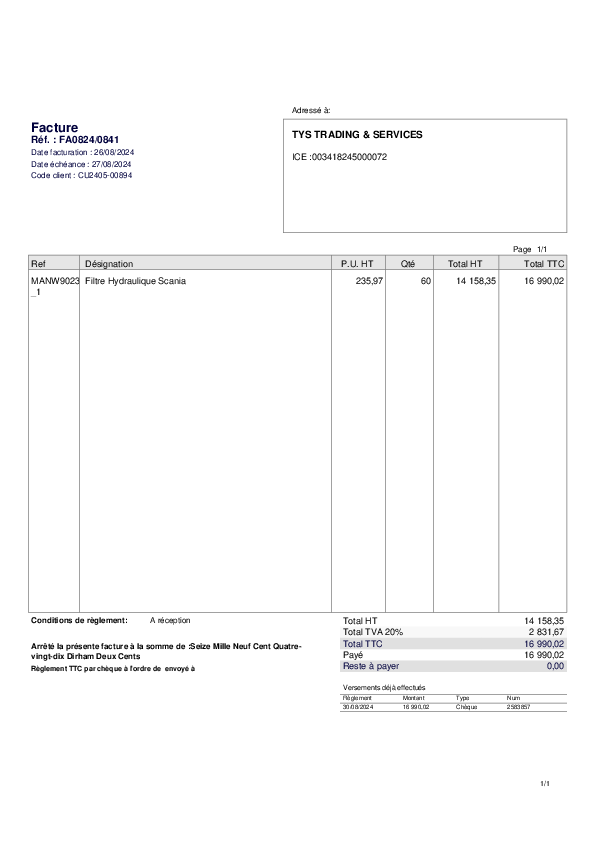 Adressé à:
Facture
Réf. : FA0824/0841
Date facturation : 26/08/2024
Date échéance : 27/08/2024
Code client : CU2405-00894
TYS TRADING & SERVICES
ICE :003418245000072
Page 1/1
Ref Désignation P.U. HT Qté Total HT Total TTC
MANW9023 Filtre Hydraulique Scania 235,97 60 14 158,35 16 990,02
_1
Conditions de règlement: A réception
Total HT 14 158,35
Total TVA 20% 2 831,67
Total TTC 16 990,02
Payé 16 990,02
Reste à payer 0,00
Arrêté la présente facture à la somme de :Seize Mille Neuf Cent Quatre-
vingt-dix Dirham Deux Cents
Règlement TTC par chèque à l'ordre de envoyé à
Versements déjà effectués
Règlement Montant Type Num
30/08/2024 16 990,02 Chèque 2583857
1/1